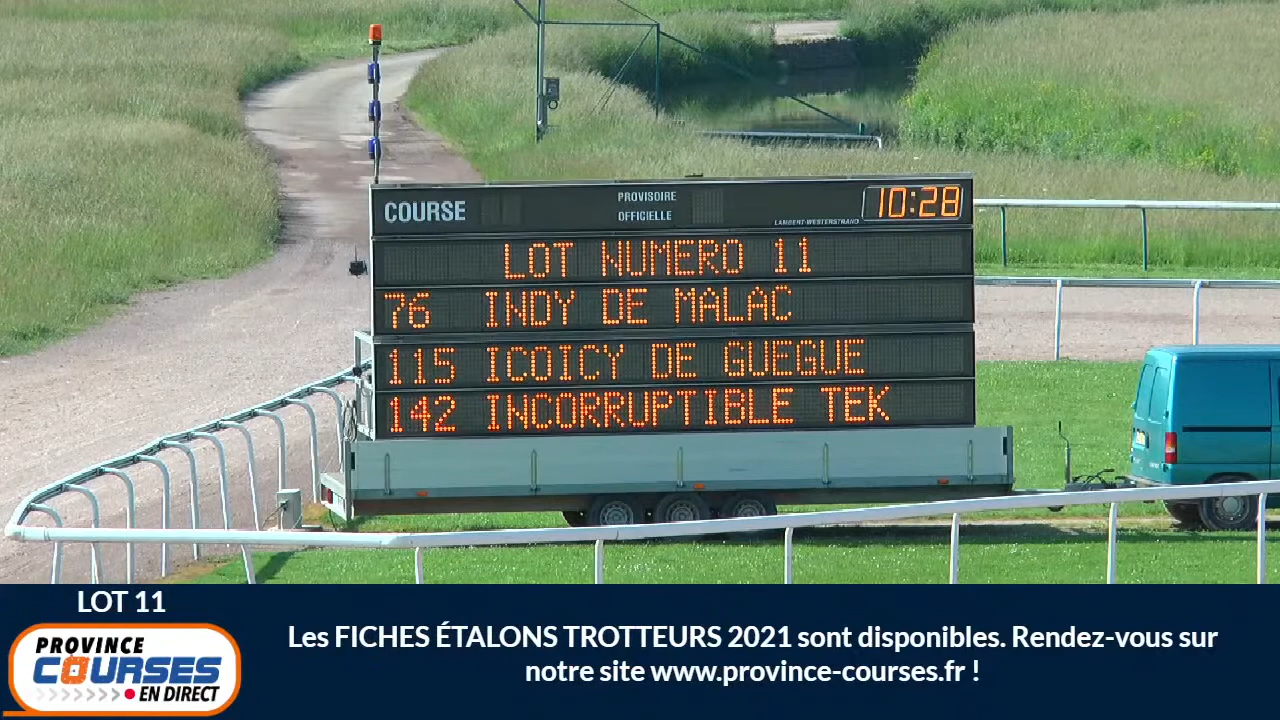 COURSE
PROVISOIRE
OFFICIELLE
LAMBERT-WESTERSTRAND
10:28
LOT NUMERO 11
76 INDY DE MALAC
115 ICOICY DE GUEGUE
142 INCORRUPTIBLE TEK
LOT 11
PROVINCE
COURSES
EN DIRECT
Les FICHES ÉTALONS TROTTEURS 2021 sont disponibles. Rendez-vous sur
notre site www.province-courses.fr !